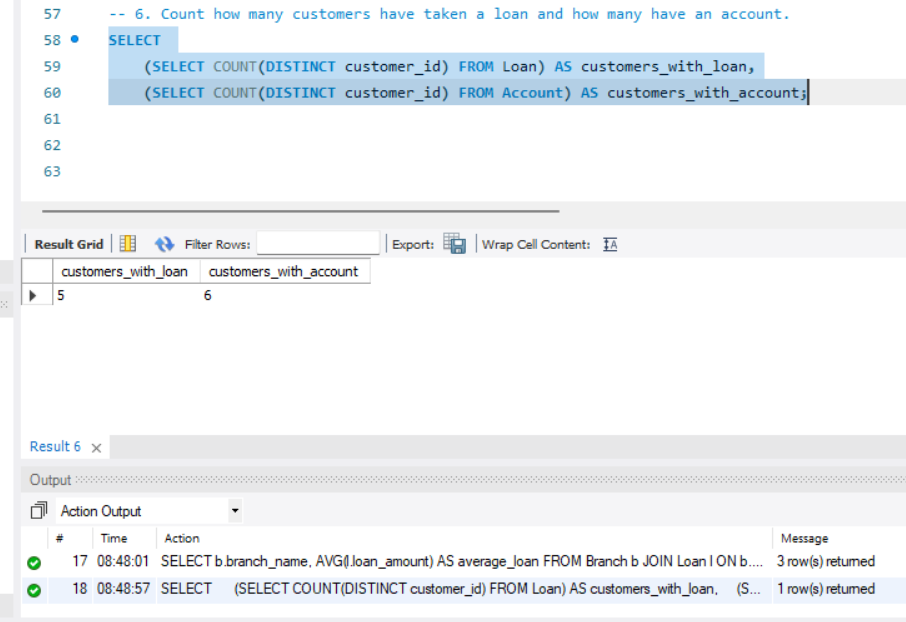 57 -- 6. Count how many customers have taken a loan and how many have an account.
58 SELECT
59 (SELECT COUNT(DISTINCT customer_id) FROM Loan) AS customers_with_loan,
60 (SELECT COUNT(DISTINCT customer_id) FROM Account) AS customers_with_account;
61
62
63
Result Grid Filter Rows: Export: Wrap Cell Content: IA
customers_with_loan customers_with_account
5 6
Result 6 ×
Output
Action Output
# Time Action Message
17 08:48:01 SELECT b.branch_name, AVG(l.loan_amount) AS average_loan FROM Branch b JOIN Loan l ON b.... 3 row(s) returned
18 08:48:57 SELECT (SELECT COUNT(DISTINCT customer_id) FROM Loan) AS customers_with_loan, (S... 1 row(s) returned